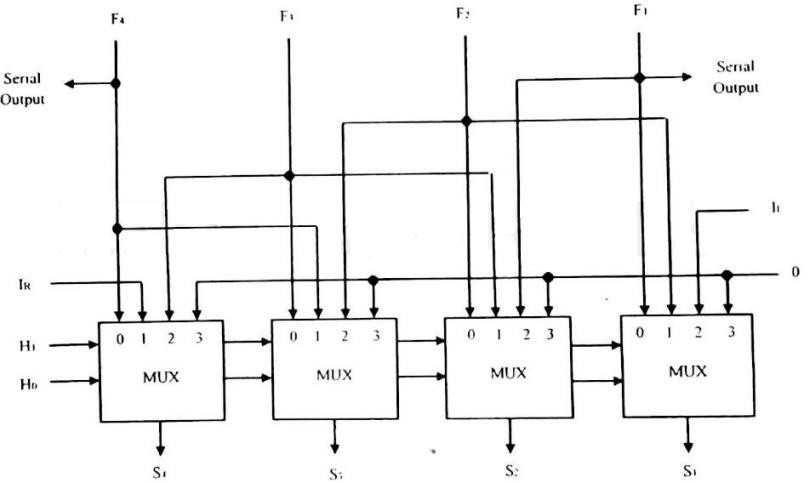 F4 F3 F2 F1
Serial Output
Serial Output
IL
IR
0
H1
0 1 2 3
0 1 2 3
0 1 2 3
0 1 2 3
MUX
MUX
MUX
MUX
H0
S4 S3 S2 S1